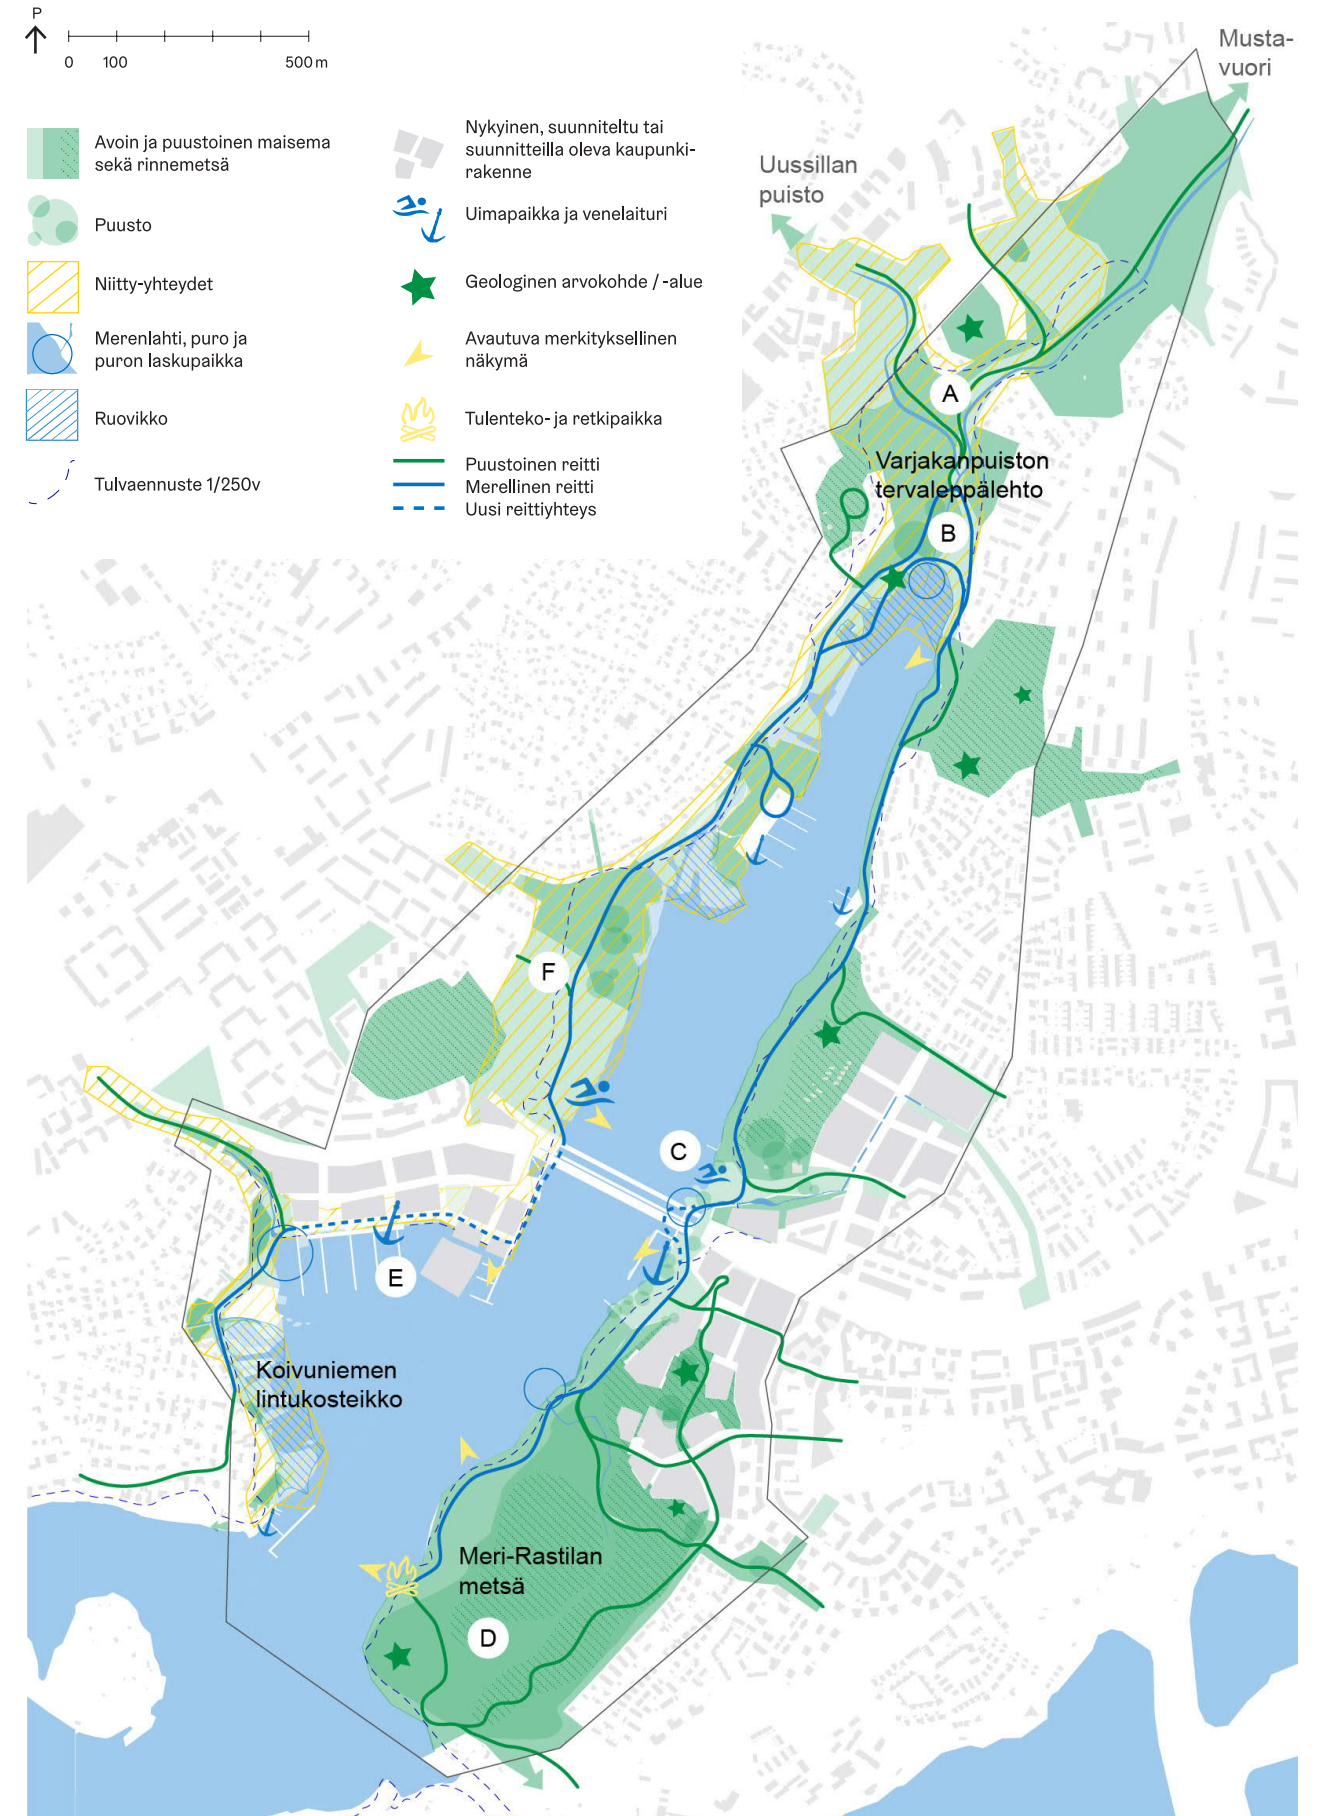 P
0 100 500 m
Avoin ja puustoinen maisema
sekä rinnemetsä
Puusto
Niitty-yhteydet
Merenlahti, puro ja
puron laskupaikka
Ruovikko
Tulvaennuste 1/250v
Nykyinen, suunniteltu tai
suunnitteilla oleva kaupunki-
rakenne
Uimapaikka ja venelaituri
Geologinen arvokohde / -alue
Avautuva merkityksellinen
näkymä
Tulenteko- ja retkipaikka
Puustoinen reitti
Merellinen reitti
Uusi reittiyhteys
Musta-
vuori
Uussillan
puisto
A
Varjakanpuiston
tervaleppälehto
B
F
C
E
Koivuniemen
lintukosteikko
Meri-Rastilan
metsä
D